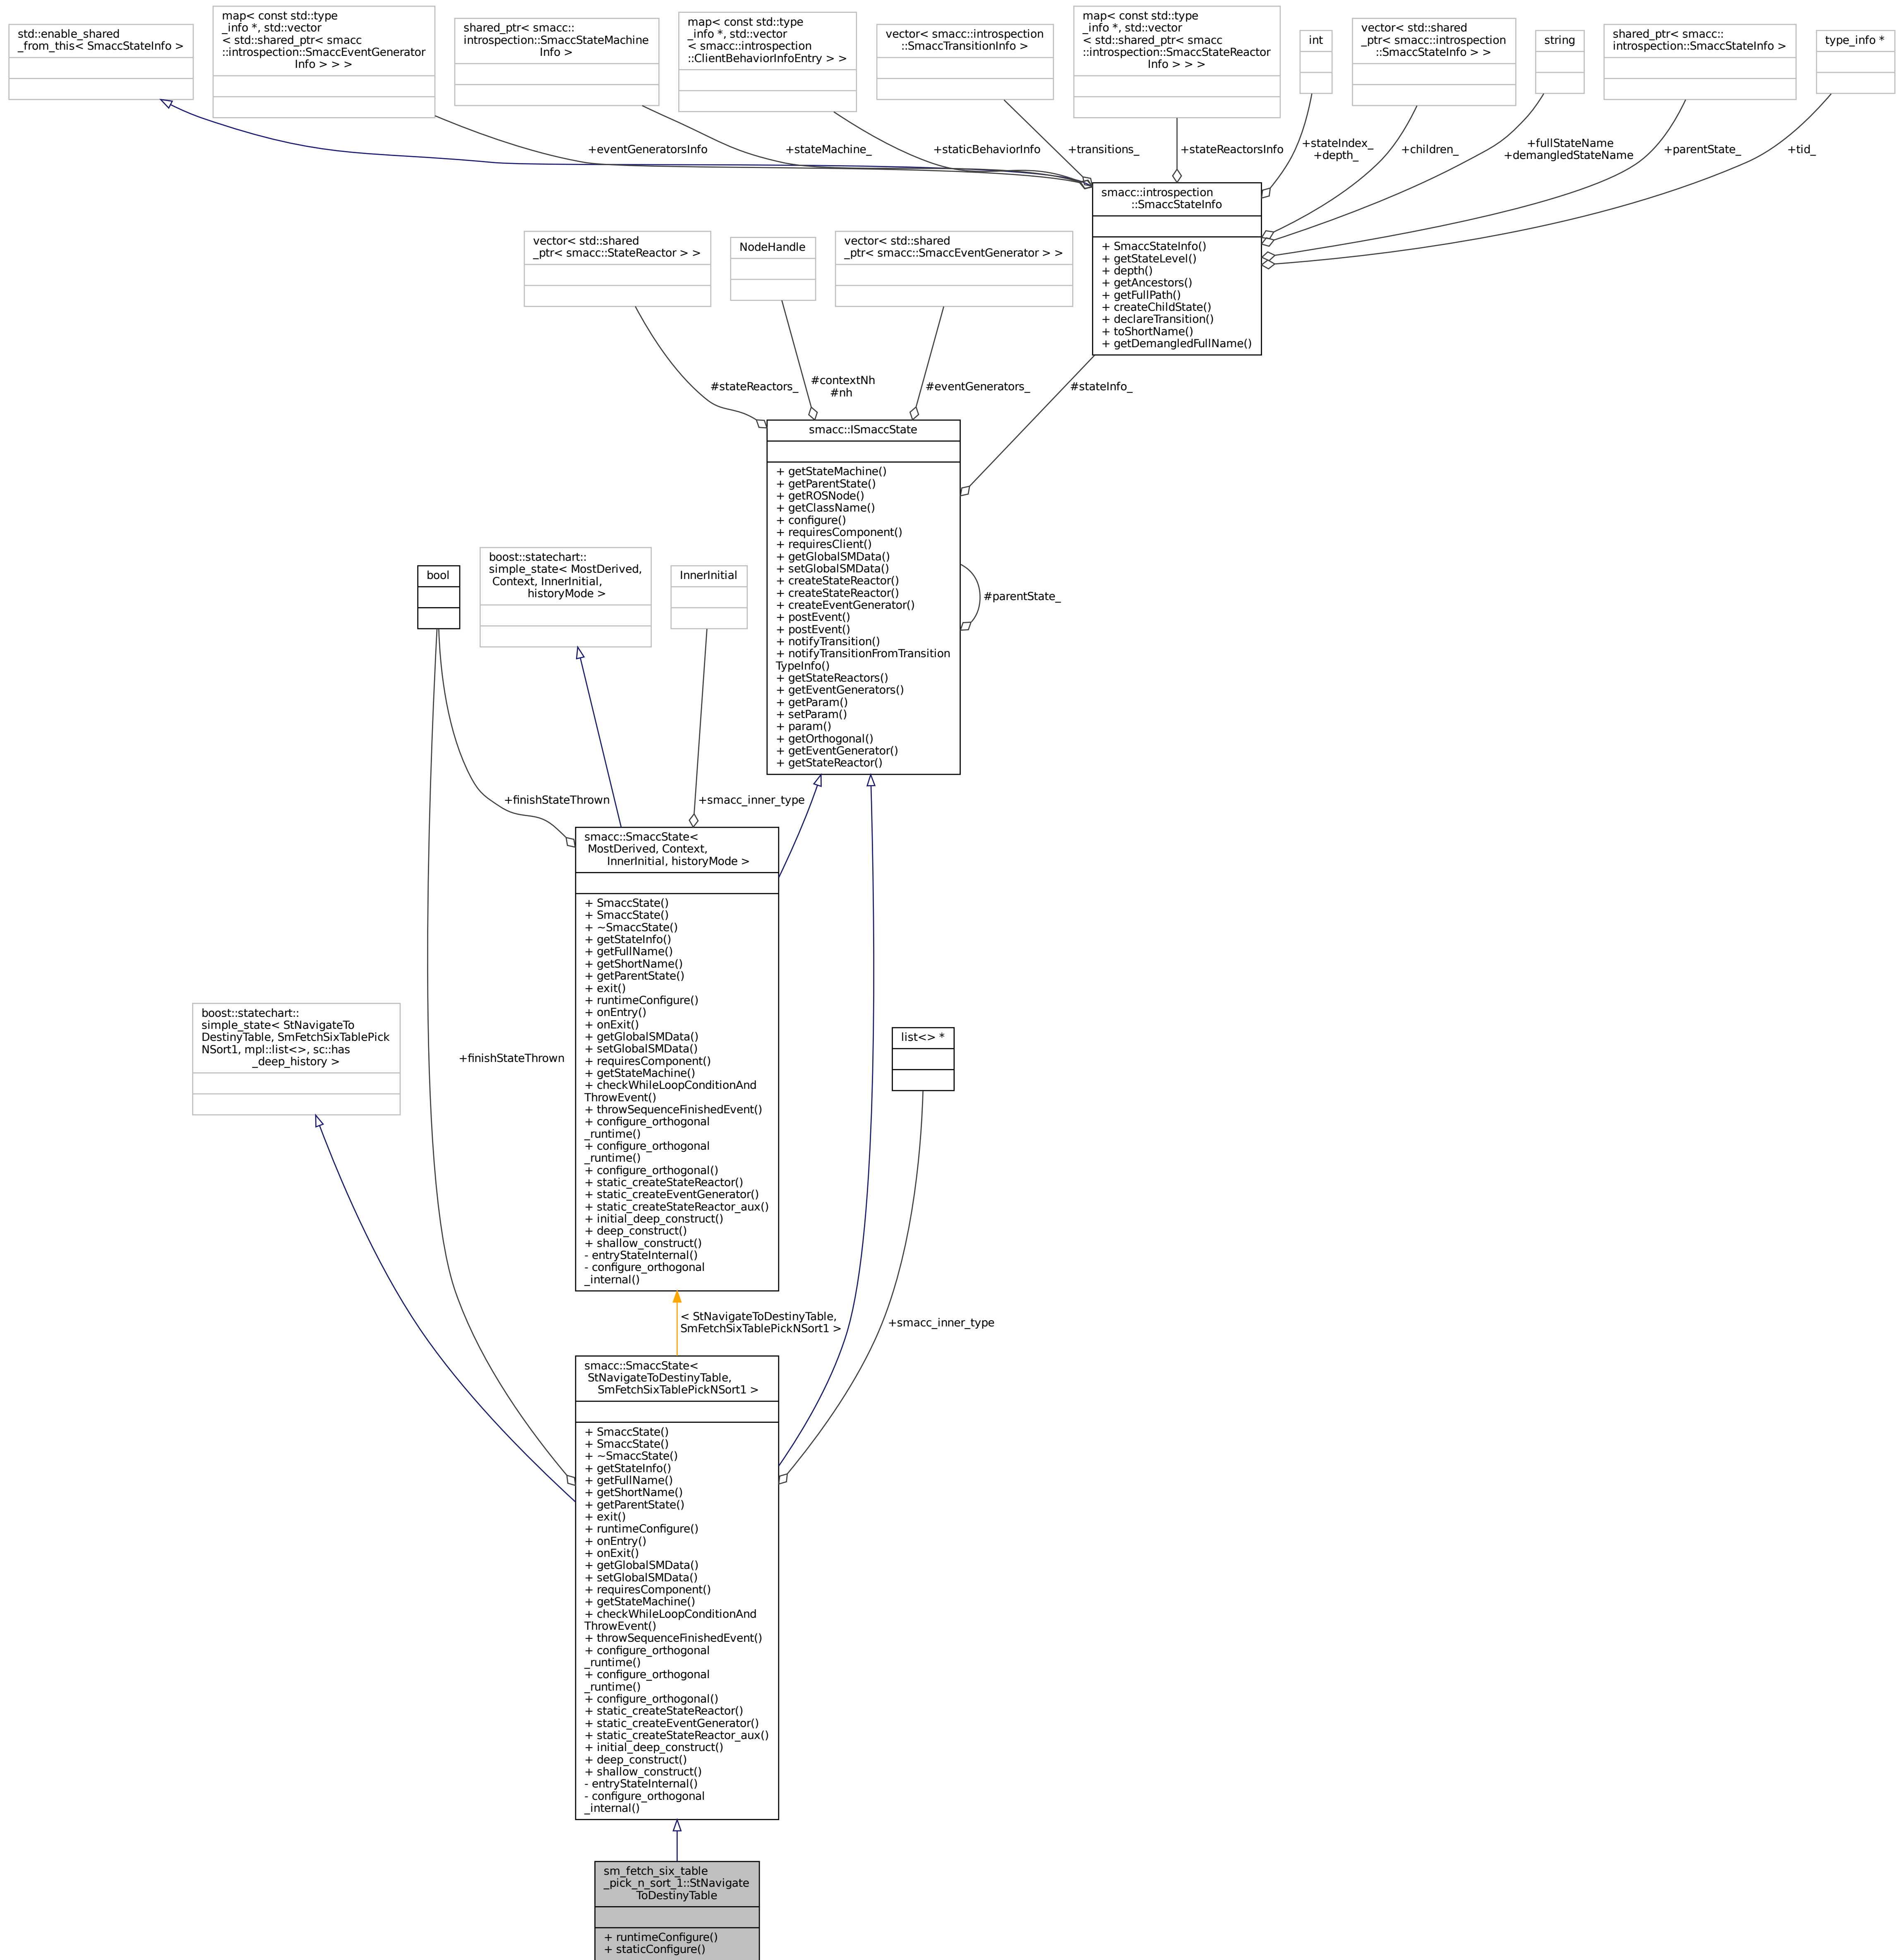 std::enable_shared
_from_this< SmaccStateInfo >
map< const std::type
_info *, std::vector
< std::shared_ptr< smacc
::introspection::SmaccEventGenerator
Info > > >
shared_ptr< smacc::
introspection::SmaccStateMachine
Info >
map< const std::type
_info *, std::vector
< smacc::introspection
::ClientBehaviorInfoEntry > >
vector< smacc::introspection
::SmaccTransitionInfo >
map< const std::type
_info *, std::vector
< std::shared_ptr< smacc
::introspection::SmaccStateReactor
Info > > >
int
vector< std::shared
_ptr< smacc::introspection
::SmaccStateInfo > >
string
shared_ptr< smacc::
introspection::SmaccStateInfo >
type_info *
+eventGeneratorsInfo
+stateMachine_
+staticBehaviorInfo
+transitions_
+stateReactorsInfo
+stateIndex_
+depth_
+children_
+fullStateName
+demangledStateName
+parentState_
+tid_
smacc::introspection
::SmaccStateInfo
+ SmaccStateInfo()
+ getStateLevel()
+ depth()
+ getAncestors()
+ getFullPath()
+ createChildState()
+ declareTransition()
+ toShortName()
+ getDemangledFullName()
vector< std::shared
_ptr< smacc::StateReactor > >
NodeHandle
vector< std::shared
_ptr< smacc::SmaccEventGenerator > >
#stateReactors_
#contextNh
#nh
#eventGenerators_
#stateInfo_
smacc::ISmaccState
+ getStateMachine()
+ getParentState()
+ getROSNode()
+ getClassName()
+ configure()
+ requiresComponent()
+ requiresClient()
+ getGlobalSMData()
+ setGlobalSMData()
+ createStateReactor()
+ createStateReactor()
+ createEventGenerator()
+ postEvent()
+ postEvent()
+ notifyTransition()
+ notifyTransitionFromTransition
TypeInfo()
+ getStateReactors()
+ getEventGenerators()
+ getParam()
+ setParam()
+ param()
+ getOrthogonal()
+ getEventGenerator()
+ getStateReactor()
#parentState_
bool
boost::statechart::
simple_state< MostDerived,
Context, InnerInitial,
historyMode >
InnerInitial
+finishStateThrown
+smacc_inner_type
smacc::SmaccState<
MostDerived, Context,
InnerInitial, historyMode >
+ SmaccState()
+ SmaccState()
+ ~SmaccState()
+ getStateInfo()
+ getFullName()
+ getShortName()
+ getParentState()
+ exit()
+ runtimeConfigure()
+ onEntry()
+ onExit()
+ getGlobalSMData()
+ setGlobalSMData()
+ requiresComponent()
+ getStateMachine()
+ checkWhileLoopConditionAnd
ThrowEvent()
+ throwSequenceFinishedEvent()
+ configure_orthogonal
_runtime()
+ configure_orthogonal
_runtime()
+ configure_orthogonal()
+ static_createStateReactor()
+ static_createEventGenerator()
+ static_createStateReactor_aux()
+ initial_deep_construct()
+ deep_construct()
+ shallow_construct()
- entryStateInternal()
- configure_orthogonal
_internal()
boost::statechart::
simple_state< StNavigateTo
DestinyTable, SmFetchSixTablePick
NSort1, mpl::list<>, sc::has
_deep_history >
+finishStateThrown
list<> *
< StNavigateToDestinyTable,
SmFetchSixTablePickNSort1 >
+smacc_inner_type
smacc::SmaccState<
StNavigateToDestinyTable,
SmFetchSixTablePickNSort1 >
+ SmaccState()
+ SmaccState()
+ ~SmaccState()
+ getStateInfo()
+ getFullName()
+ getShortName()
+ getParentState()
+ exit()
+ runtimeConfigure()
+ onEntry()
+ onExit()
+ getGlobalSMData()
+ setGlobalSMData()
+ requiresComponent()
+ getStateMachine()
+ checkWhileLoopConditionAnd
ThrowEvent()
+ throwSequenceFinishedEvent()
+ configure_orthogonal
_runtime()
+ configure_orthogonal
_runtime()
+ configure_orthogonal()
+ static_createStateReactor()
+ static_createEventGenerator()
+ static_createStateReactor_aux()
+ initial_deep_construct()
+ deep_construct()
+ shallow_construct()
- entryStateInternal()
- configure_orthogonal
_internal()
sm_fetch_six_table
_pick_n_sort_1::StNavigate
ToDestinyTable
+ runtimeConfigure()
+ staticConfigure()